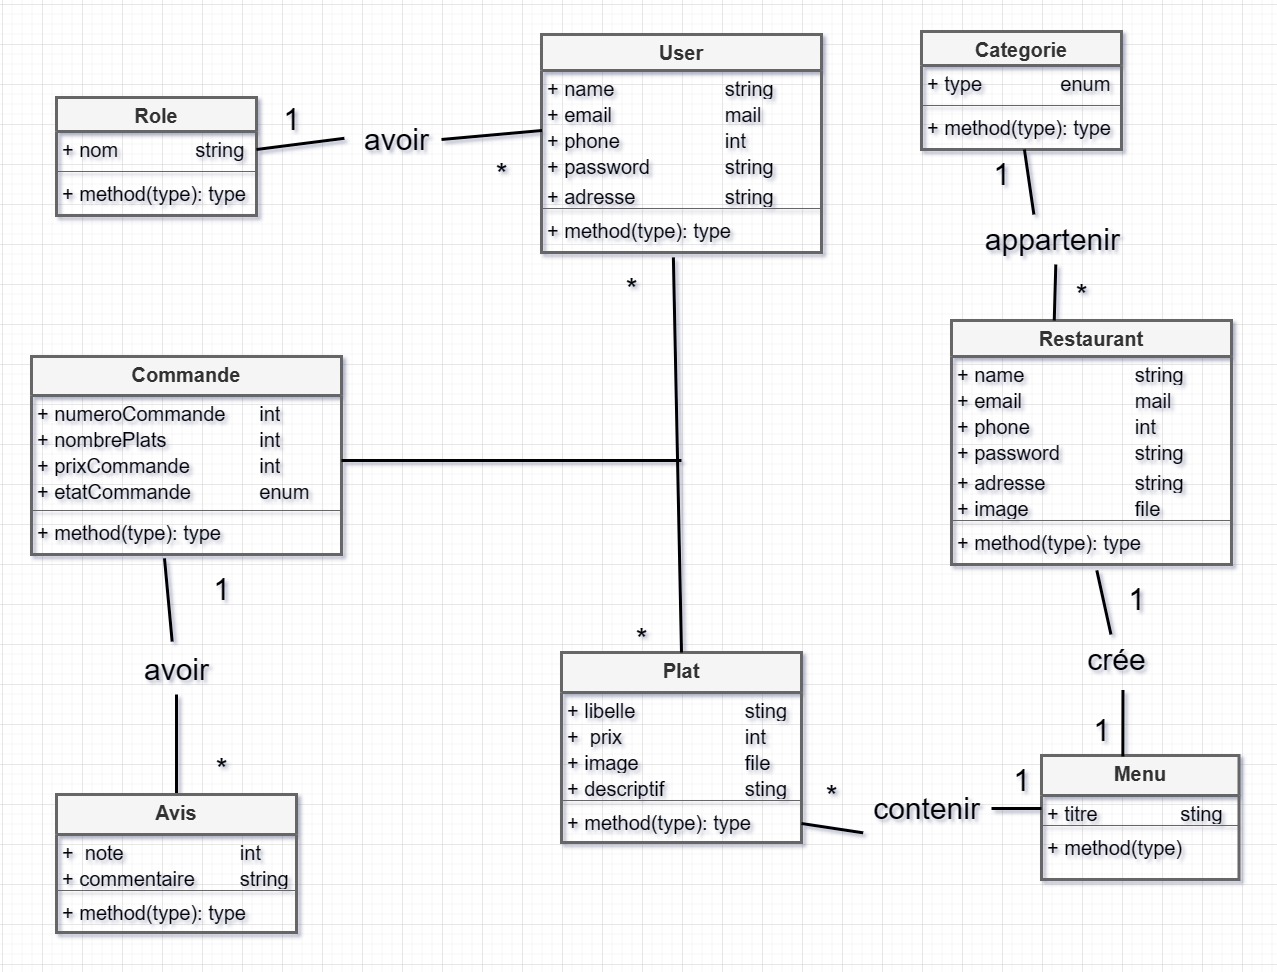 Role
+ nom string
+ method(type): type
1
avoir
*
User
+ name string
+ email mail
+ phone int
+ password string
+ adresse string
+ method(type): type
Categorie
+ type enum
+ method(type): type
1
appartenir
*
Restaurant
+ name string
+ email mail
+ phone int
+ password string
+ adresse string
+ image file
+ method(type): type
*
Commande
+ numeroCommande int
+ nombrePlats int
+ prixCommande int
+ etatCommande enum
+ method(type): type
1
avoir
*
Avis
+ note int
+ commentaire string
+ method(type): type
*
Plat
+ libelle sting
+ prix int
+ image file
+ descriptif sting
+ method(type): type
*
contenir
1
1
crée
1
Menu
+ titre sting
+ method(type)